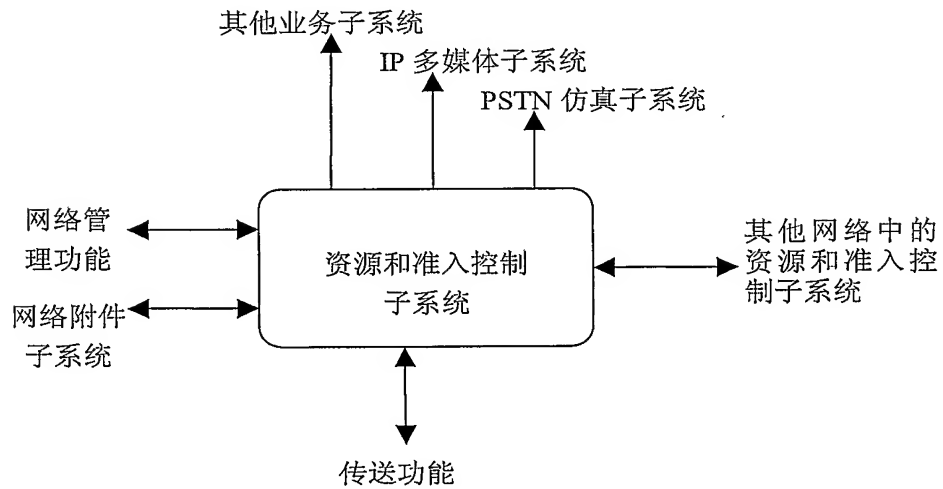 其他业务子系统
IP 多媒体子系统
PSTN 仿真子系统
网络管
理功能
资源和准入控制
子系统
其他网络中的
资源和准入控
制子系统
网络附件
子系统
传送功能